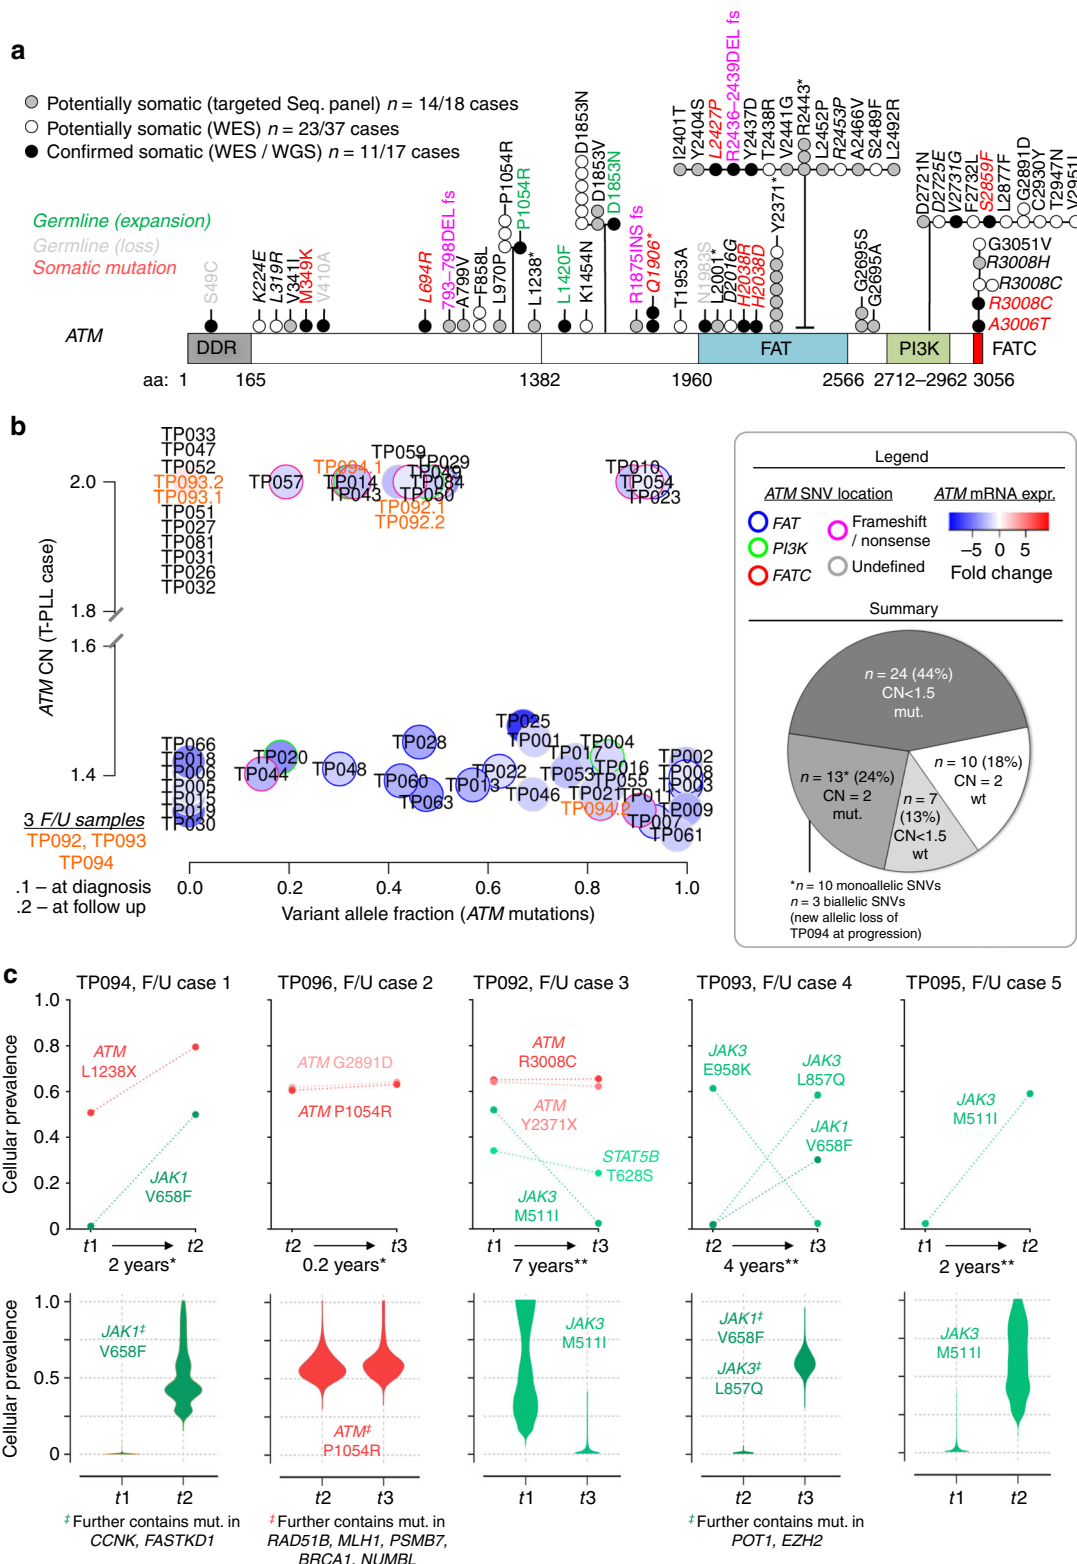 a
Potentially somatic (targeted Seq. panel) n = 14/18 cases
Potentially somatic (WES) n = 23/37 cases
Confirmed somatic (WES / WGS) n = 11/17 cases
Germline (expansion)
Germline (loss)
Somatic mutation
S49C
K224E
L319R
V341I
M349K
V410A
L694R
793–798DEL fs
A799V
F858L
L970P
P1054R
P1054R
L1238*
L1420F
K1454N
D1853N
D1853V
D1853N
R1875INS fs
Q1906*
T1953A
N1983S
L2001*
D2016G
H2038R
H2038D
Y2371*
I2401T
Y2404S
L2427P
R2436–2439DEL fs
Y2437D
T2438R
V2441G
R2443*
L2452P
R2453P
A2466V
S2489F
L2492R
G2695S
G2695A
D2721N
D2725E
V2731G
F2732L
S2859F
L2877F
G2891D
C2930Y
T2947N
V2951L
G3051V
R3008H
R3008C
R3008C
A3006T
ATM
DDR
FAT
PI3K
FATC
aa: 1
165
1382
1960
2566
2712–2962
3056
b
ATM CN (T-PLL case)
2.0
1.8
1.6
1.4
TP033
TP047
TP052
TP093.2
TP093.1
TP051
TP027
TP081
TP031
TP026
TP032
TP057
TP094.1
TP014
TP043
TP059
TP029
TP049
TP084
TP050
TP092.1
TP092.2
TP010
TP054
TP023
TP066
TP018
TP006
TP005
TP019
TP030
TP020
TP044
TP048
TP028
TP060
TP063
TP013
TP022
TP025
TP001
TP017
TP004
TP053
TP016
TP055
TP046
TP021
TP094.2
TP011
TP007
TP002
TP008
TP003
TP009
TP061
3 F/U samples
TP092, TP093
TP094
.1 – at diagnosis
.2 – at follow up
0.0
0.2
0.4
0.6
0.8
1.0
Variant allele fraction (ATM mutations)
Legend
ATM SNV location
ATM mRNA expr.
FAT
PI3K
FATC
Frameshift
/ nonsense
Undefined
−5 0 5
Fold change
Summary
n = 24 (44%)
CN<1.5
mut.
n = 13* (24%)
CN = 2
mut.
n = 7
(13%)
CN<1.5
wt
n = 10 (18%)
CN = 2
wt
*n = 10 monoallelic SNVs
n = 3 biallelic SNVs
(new allelic loss of
TP094 at progression)
c
TP094, F/U case 1
TP096, F/U case 2
TP092, F/U case 3
TP093, F/U case 4
TP095, F/U case 5
Cellular prevalence
1.0
0.8
0.6
0.4
0.2
0
ATM
L1238X
JAK1
V658F
t1
t2
2 years*
ATM G2891D
ATM P1054R
t2
t3
0.2 years*
ATM
R3008C
ATM
Y2371X
STAT5B
T628S
JAK3
M511I
t1
t3
7 years**
JAK3
E958K
JAK3
L857Q
JAK1
V658F
t2
t3
4 years**
JAK3
M511I
t1
t2
2 years**
Cellular prevalence
1.0
0.5
0
JAK1‡
V658F
t1
t2
‡ Further contains mut. in
CCNK, FASTKD1
ATM‡
P1054R
t2
t3
‡ Further contains mut. in
RAD51B, MLH1, PSMB7,
BRCA1, NUMBL
JAK3
M511I
t1
t3
JAK1‡
V658F
JAK3‡
L857Q
t2
t3
‡ Further contains mut. in
POT1, EZH2
JAK3
M511I
t1
t2